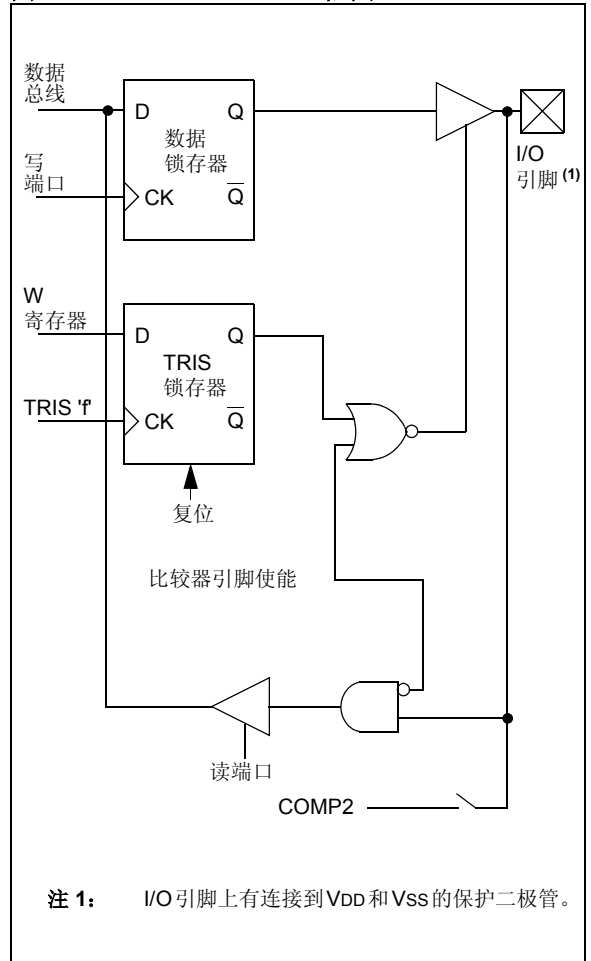 数据
总线
D Q
数据
锁存器
写
端口
CK Q
I/O
引脚 (1)
W
寄存器
D Q
TRIS
锁存器
TRIS 'f'
CK Q
复位
比较器引脚使能
读端口
COMP2
注 1： I/O引脚上有连接到VDD和VSS的保护二极管。